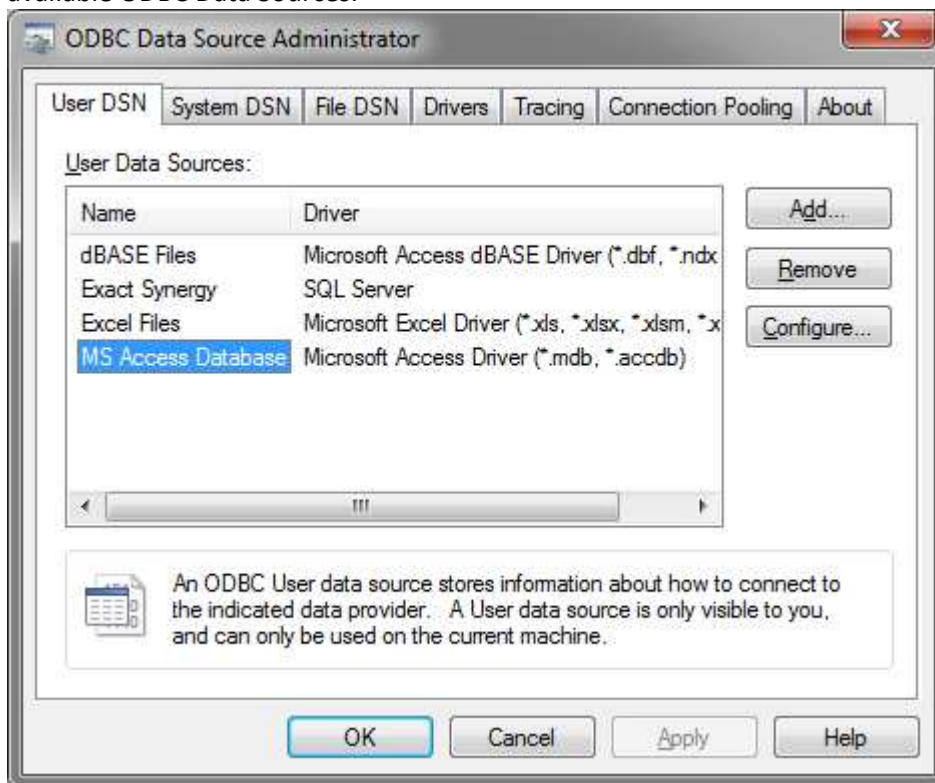 available ODBC Data Sources.
ODBC Data Source Administrator
User DSN System DSN File DSN Drivers Tracing Connection Pooling About
User Data Sources:
Name Driver
Add...
dBASE Files Microsoft Access dBASE Driver (*.dbf, *.ndx
Remove
Exact Synergy SQL Server
Excel Files Microsoft Excel Driver (*.xls, *.xlsx, *.xlsm, *.x
Configure...
MS Access Database Microsoft Access Driver (*.mdb, *.accdb)
An ODBC User data source stores information about how to connect to
the indicated data provider. A User data source is only visible to you,
and can only be used on the current machine.
OK Cancel Apply Help